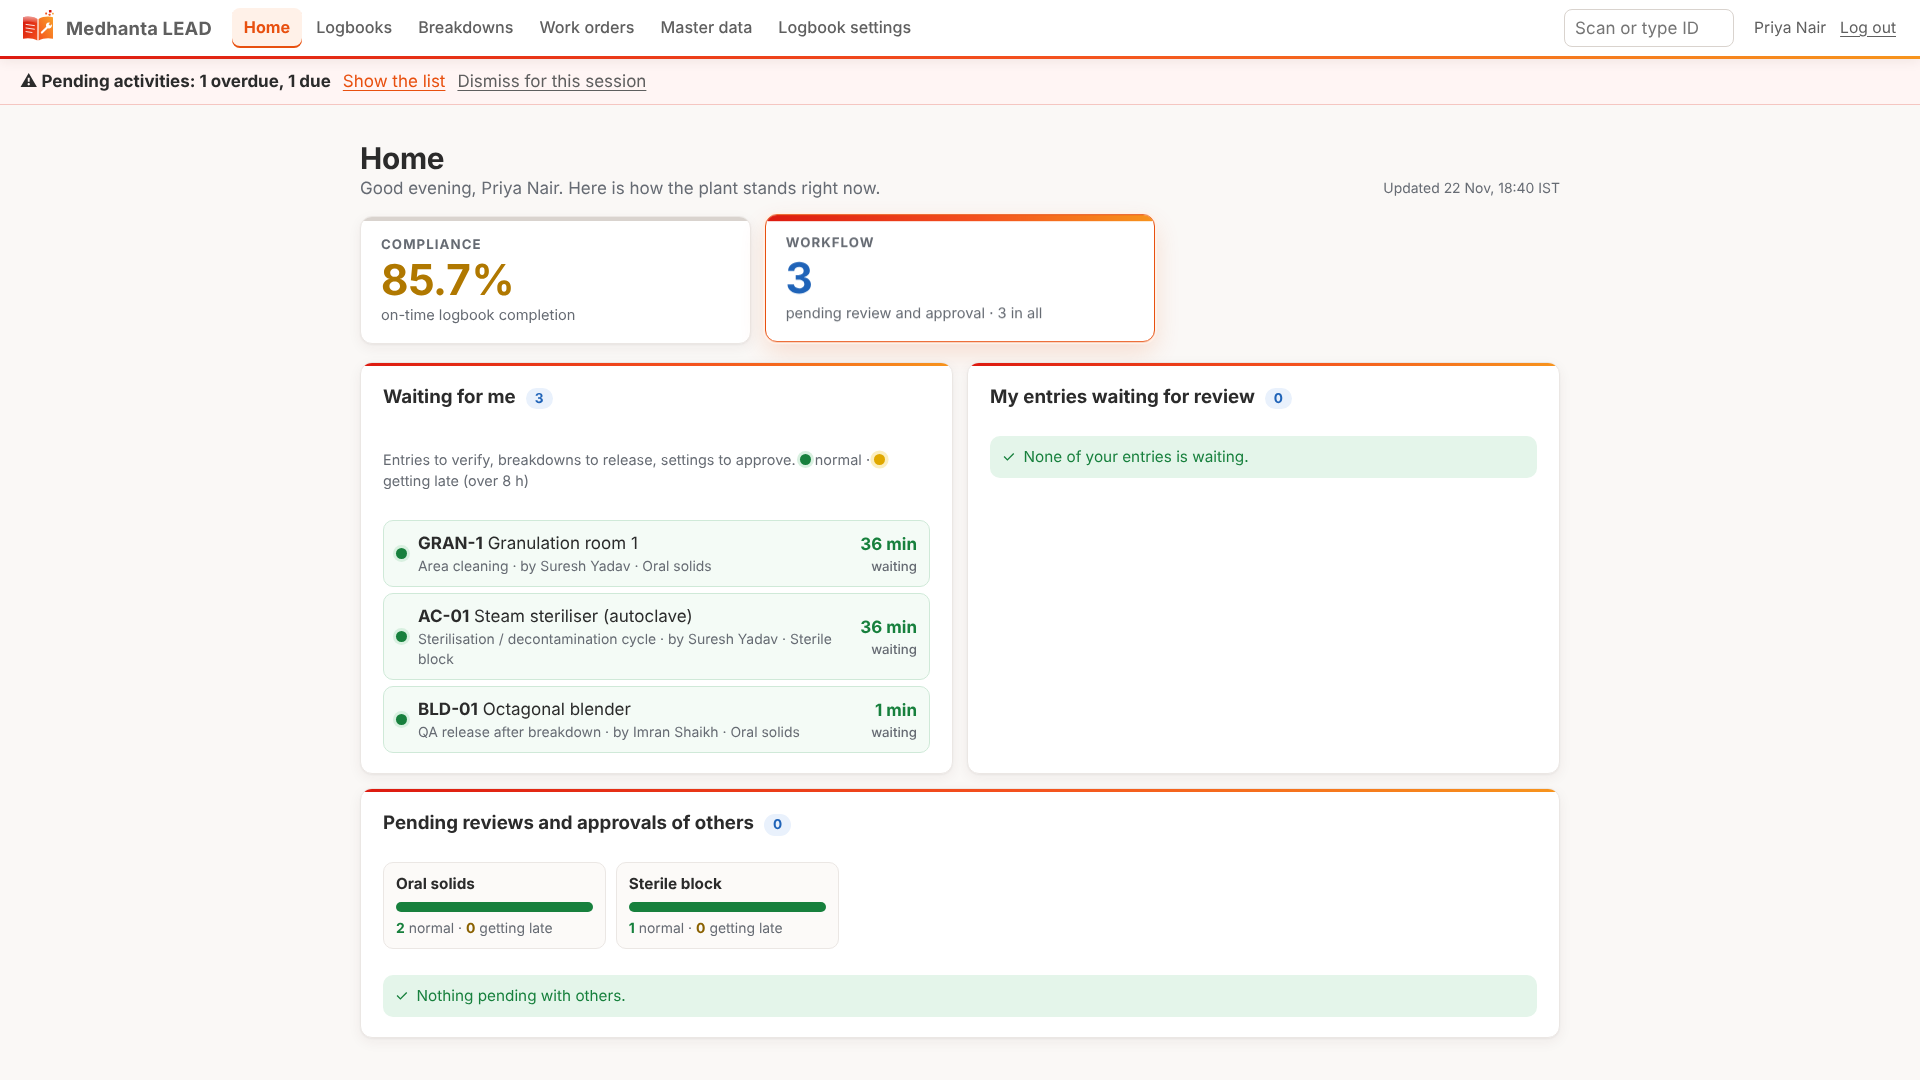 Medhanta LEAD
Home
Logbooks
Breakdowns
Work orders
Master data
Logbook settings
Scan or type ID
Priya Nair
Log out
⚠ Pending activities: 1 overdue, 1 due
Show the list
Dismiss for this session
Home
Good evening, Priya Nair. Here is how the plant stands right now.
Updated 22 Nov, 18:40 IST
COMPLIANCE
85.7%
on-time logbook completion
WORKFLOW
3
pending review and approval · 3 in all
Waiting for me 3
Entries to verify, breakdowns to release, settings to approve. normal ·
getting late (over 8 h)
GRAN-1 Granulation room 1
Area cleaning · by Suresh Yadav · Oral solids
36 min
waiting
AC-01 Steam steriliser (autoclave)
Sterilisation / decontamination cycle · by Suresh Yadav · Sterile
block
36 min
waiting
BLD-01 Octagonal blender
QA release after breakdown · by Imran Shaikh · Oral solids
1 min
waiting
My entries waiting for review 0
✓ None of your entries is waiting.
Pending reviews and approvals of others 0
Oral solids
2 normal · 0 getting late
Sterile block
1 normal · 0 getting late
✓ Nothing pending with others.